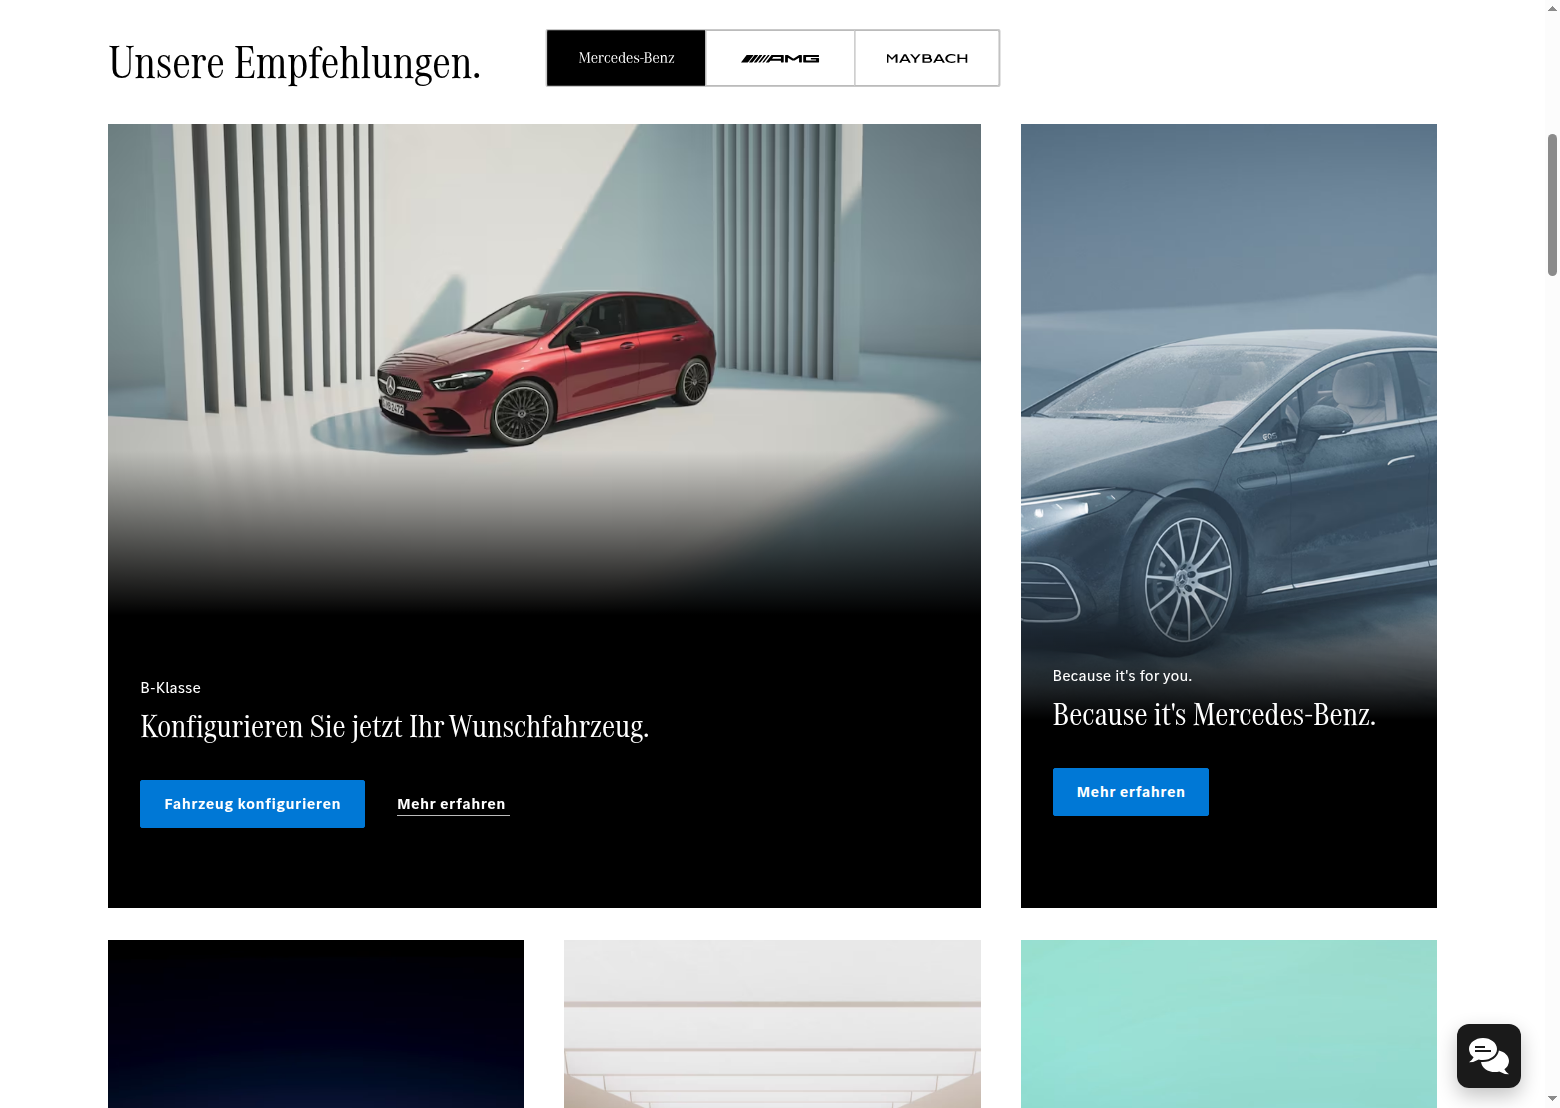 Unsere Empfehlungen.
Mercedes-Benz
AMG
MAYBACH
B-Klasse
Konfigurieren Sie jetzt Ihr Wunschfahrzeug.
Fahrzeug konfigurieren
Mehr erfahren
Because it's for you.
Because it's Mercedes-Benz.
Mehr erfahren